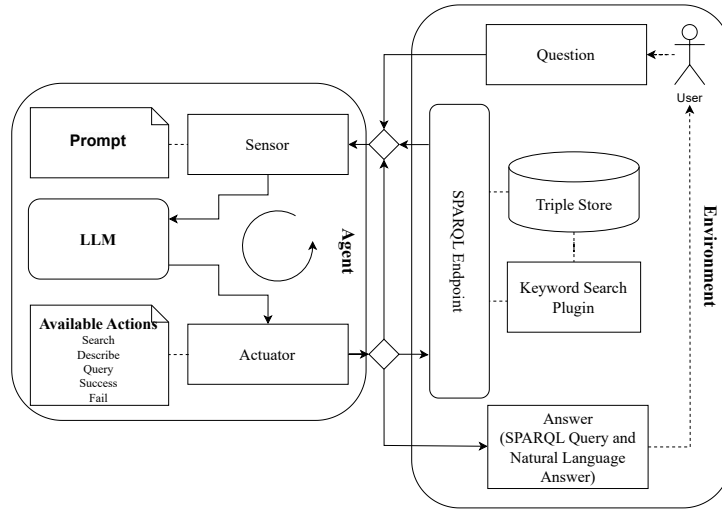 Question
User
Prompt
Sensor
SPARQL Endpoint
Triple Store
LLM
Agent
Environment
Keyword Search
Plugin
Available Actions
Search
Describe
Query
Success
Fail
Actuator
Answer
(SPARQL Query and
Natural Language
Answer)